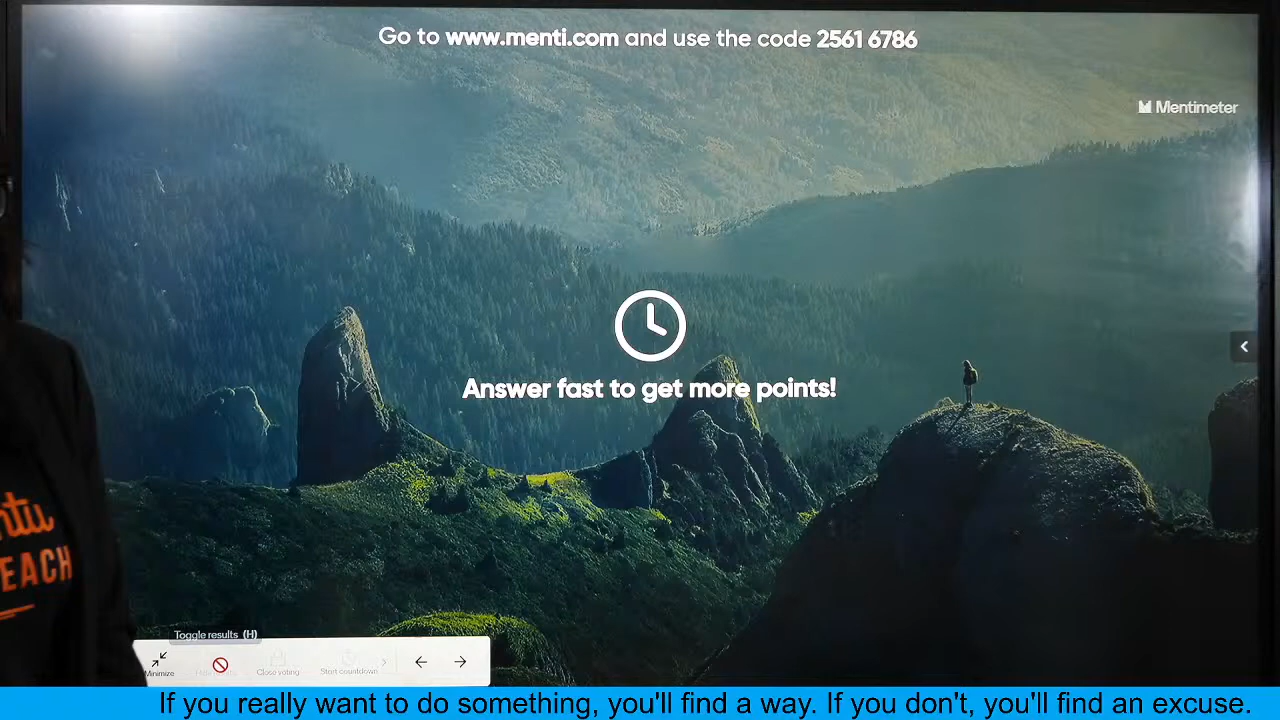 Go to www.menti.com and use the code 2561 6786
Mentimeter
Answer fast to get more points!
nti
EACH
Toggle results (H)
Minimize
Close voting
Start countdown
If you really want to do something, you'll find a way. If you don't, you'll find an excuse.